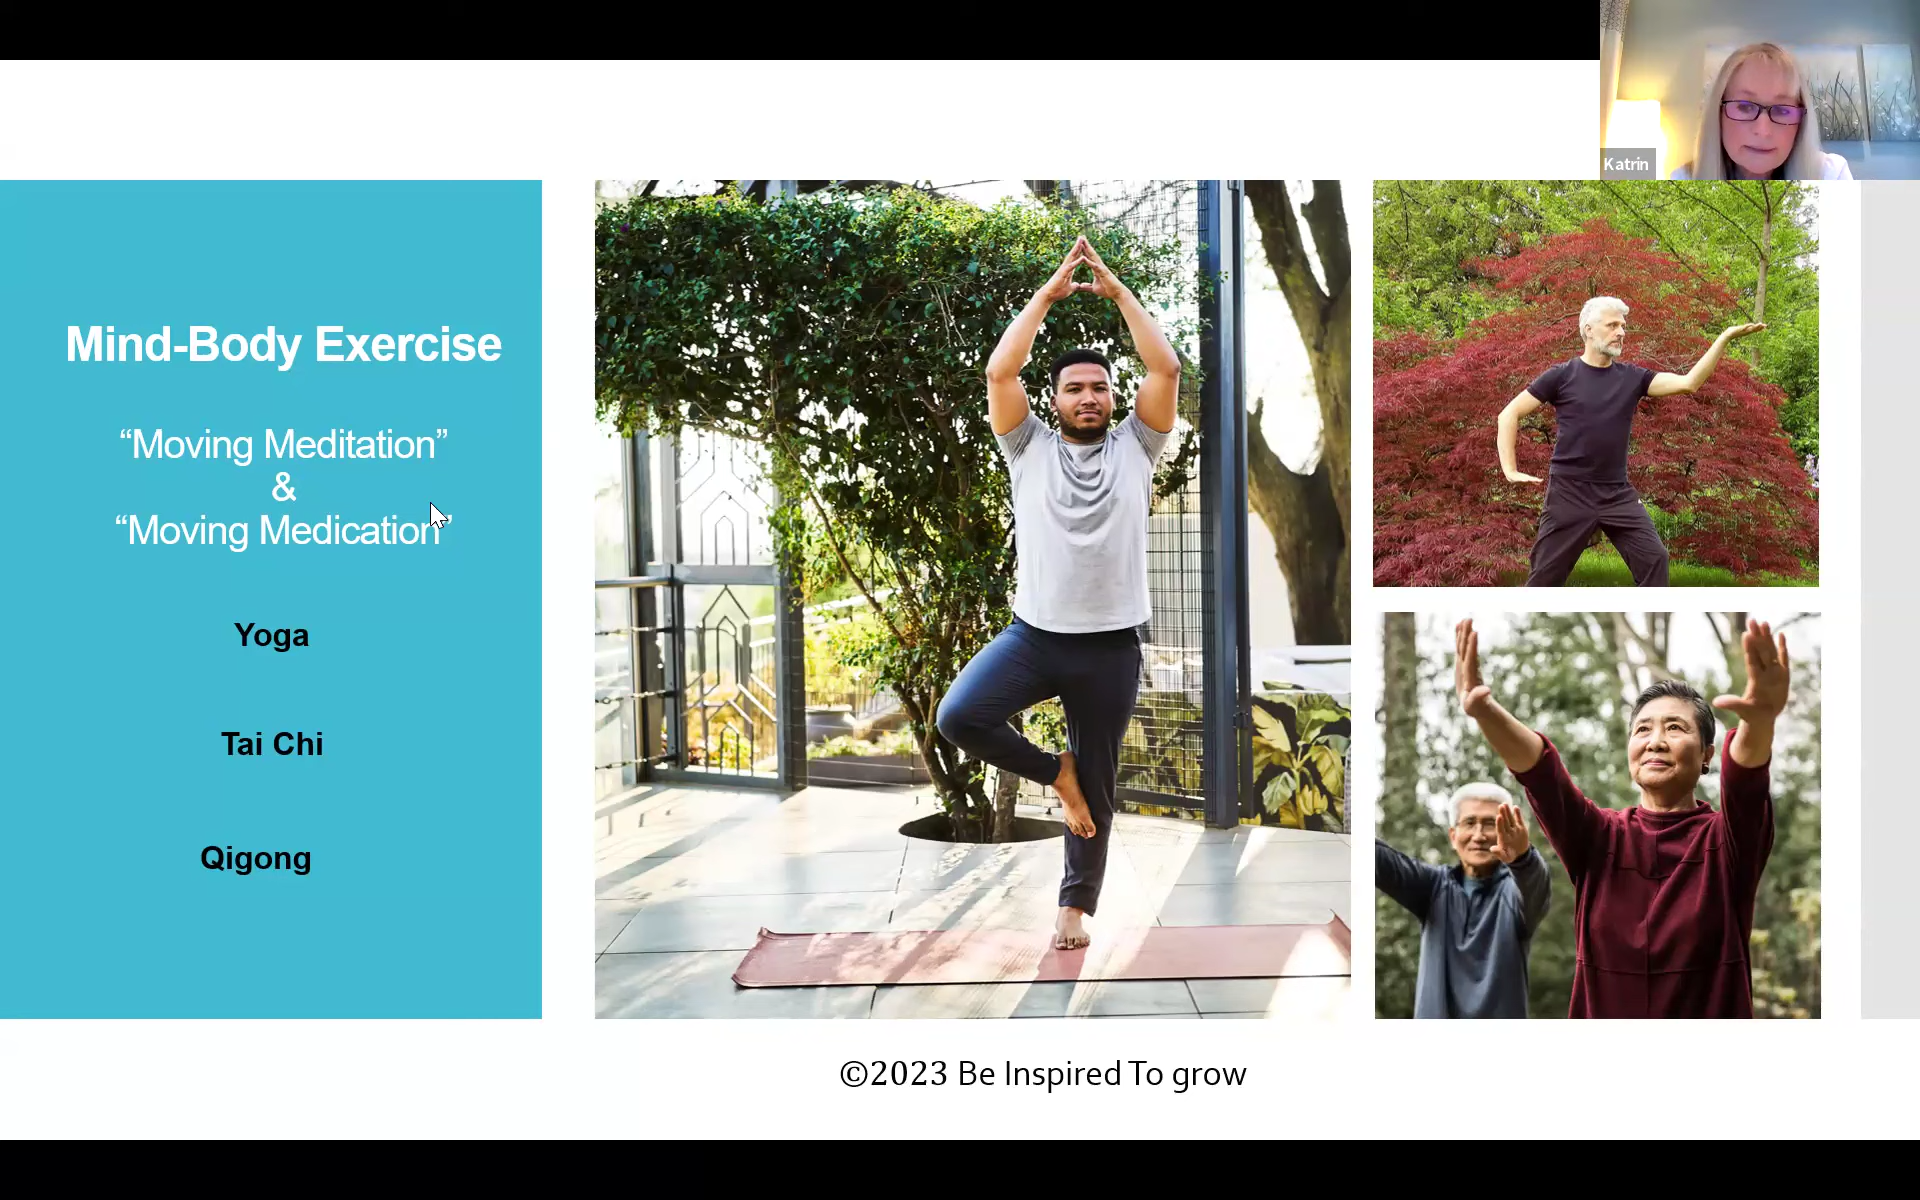 Katrin
Mind-Body Exercise
“Moving Meditation”
&
“Moving Medication”
Yoga
Tai Chi
Qigong
©2023 Be Inspired To grow